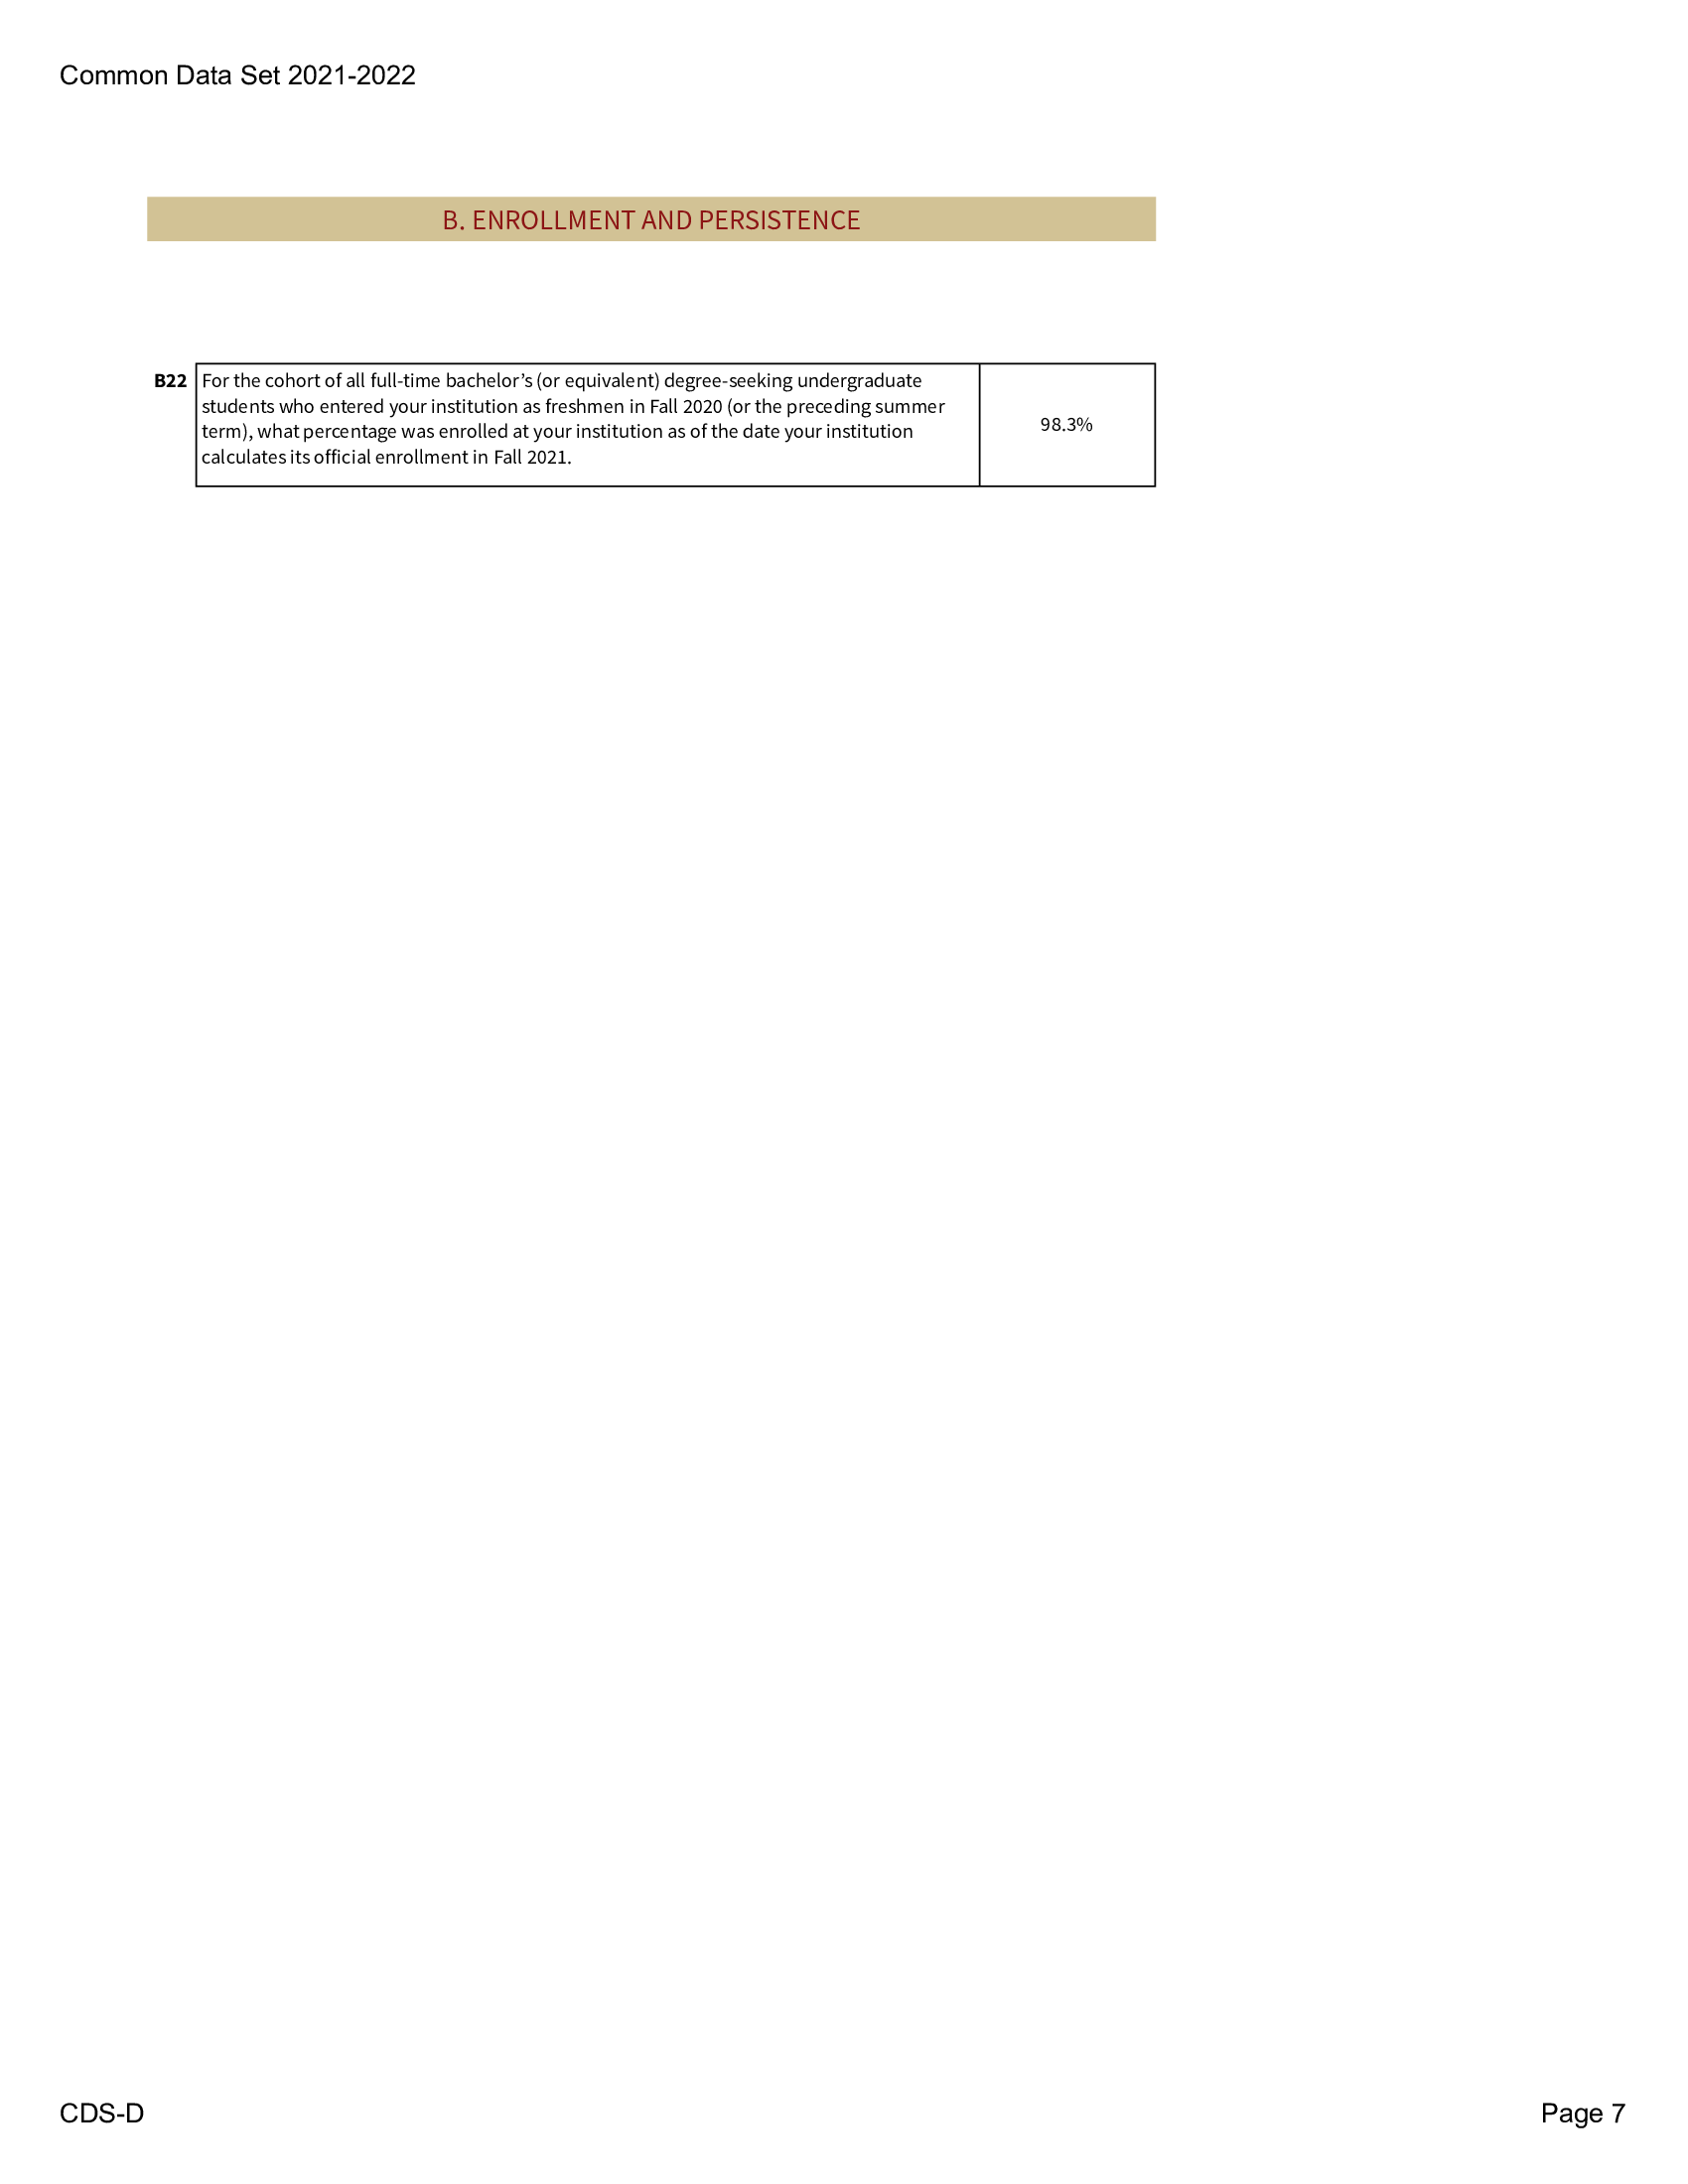 Common Data Set 2021-2022
B. ENROLLMENT AND PERSISTENCE
B22 For the cohort of all full-time bachelor’s (or equivalent) degree-seeking undergraduate
students who entered your institution as freshmen in Fall 2020 (or the preceding summer
term), what percentage was enrolled at your institution as of the date your institution
calculates its official enrollment in Fall 2021.
98.3%
CDS-D
Page 7